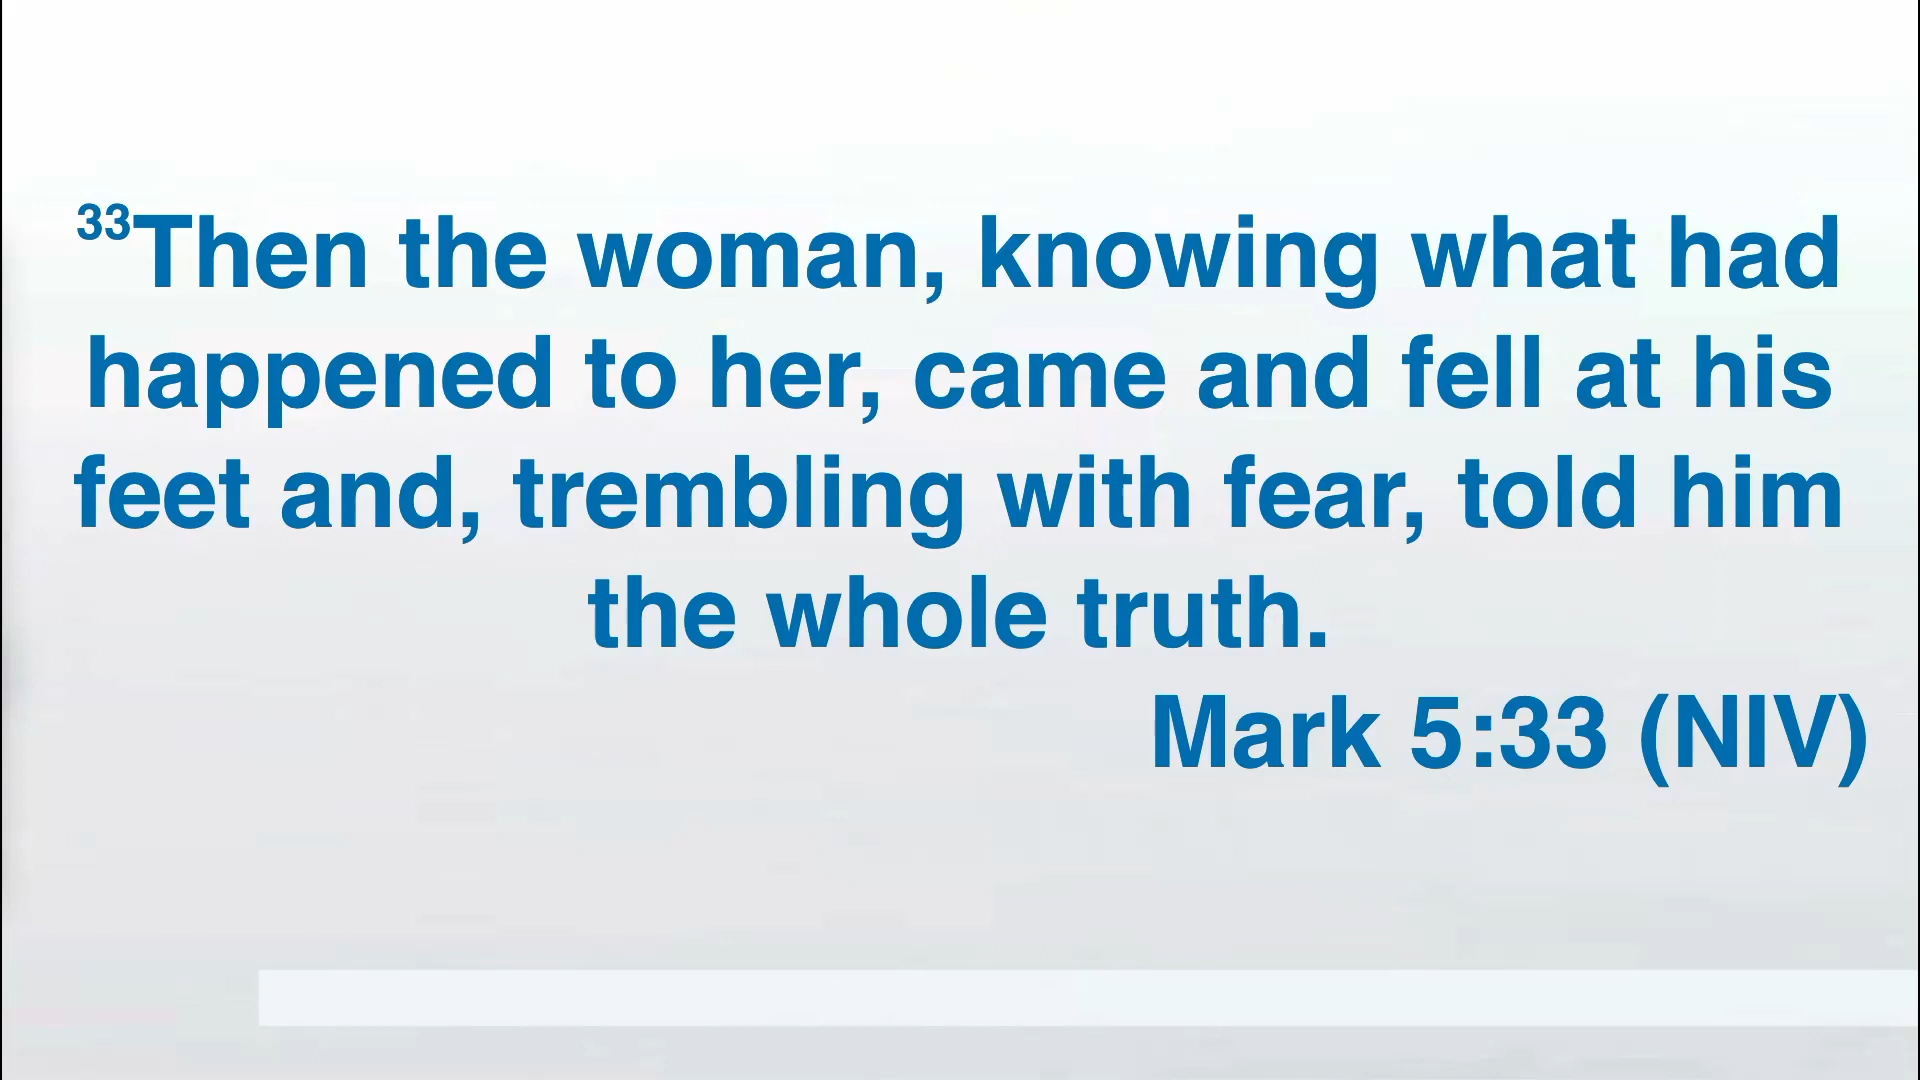 33Then the woman, knowing what had
happened to her, came and fell at his
feet and, trembling with fear, told him
the whole truth.
Mark 5:33 (NIV)